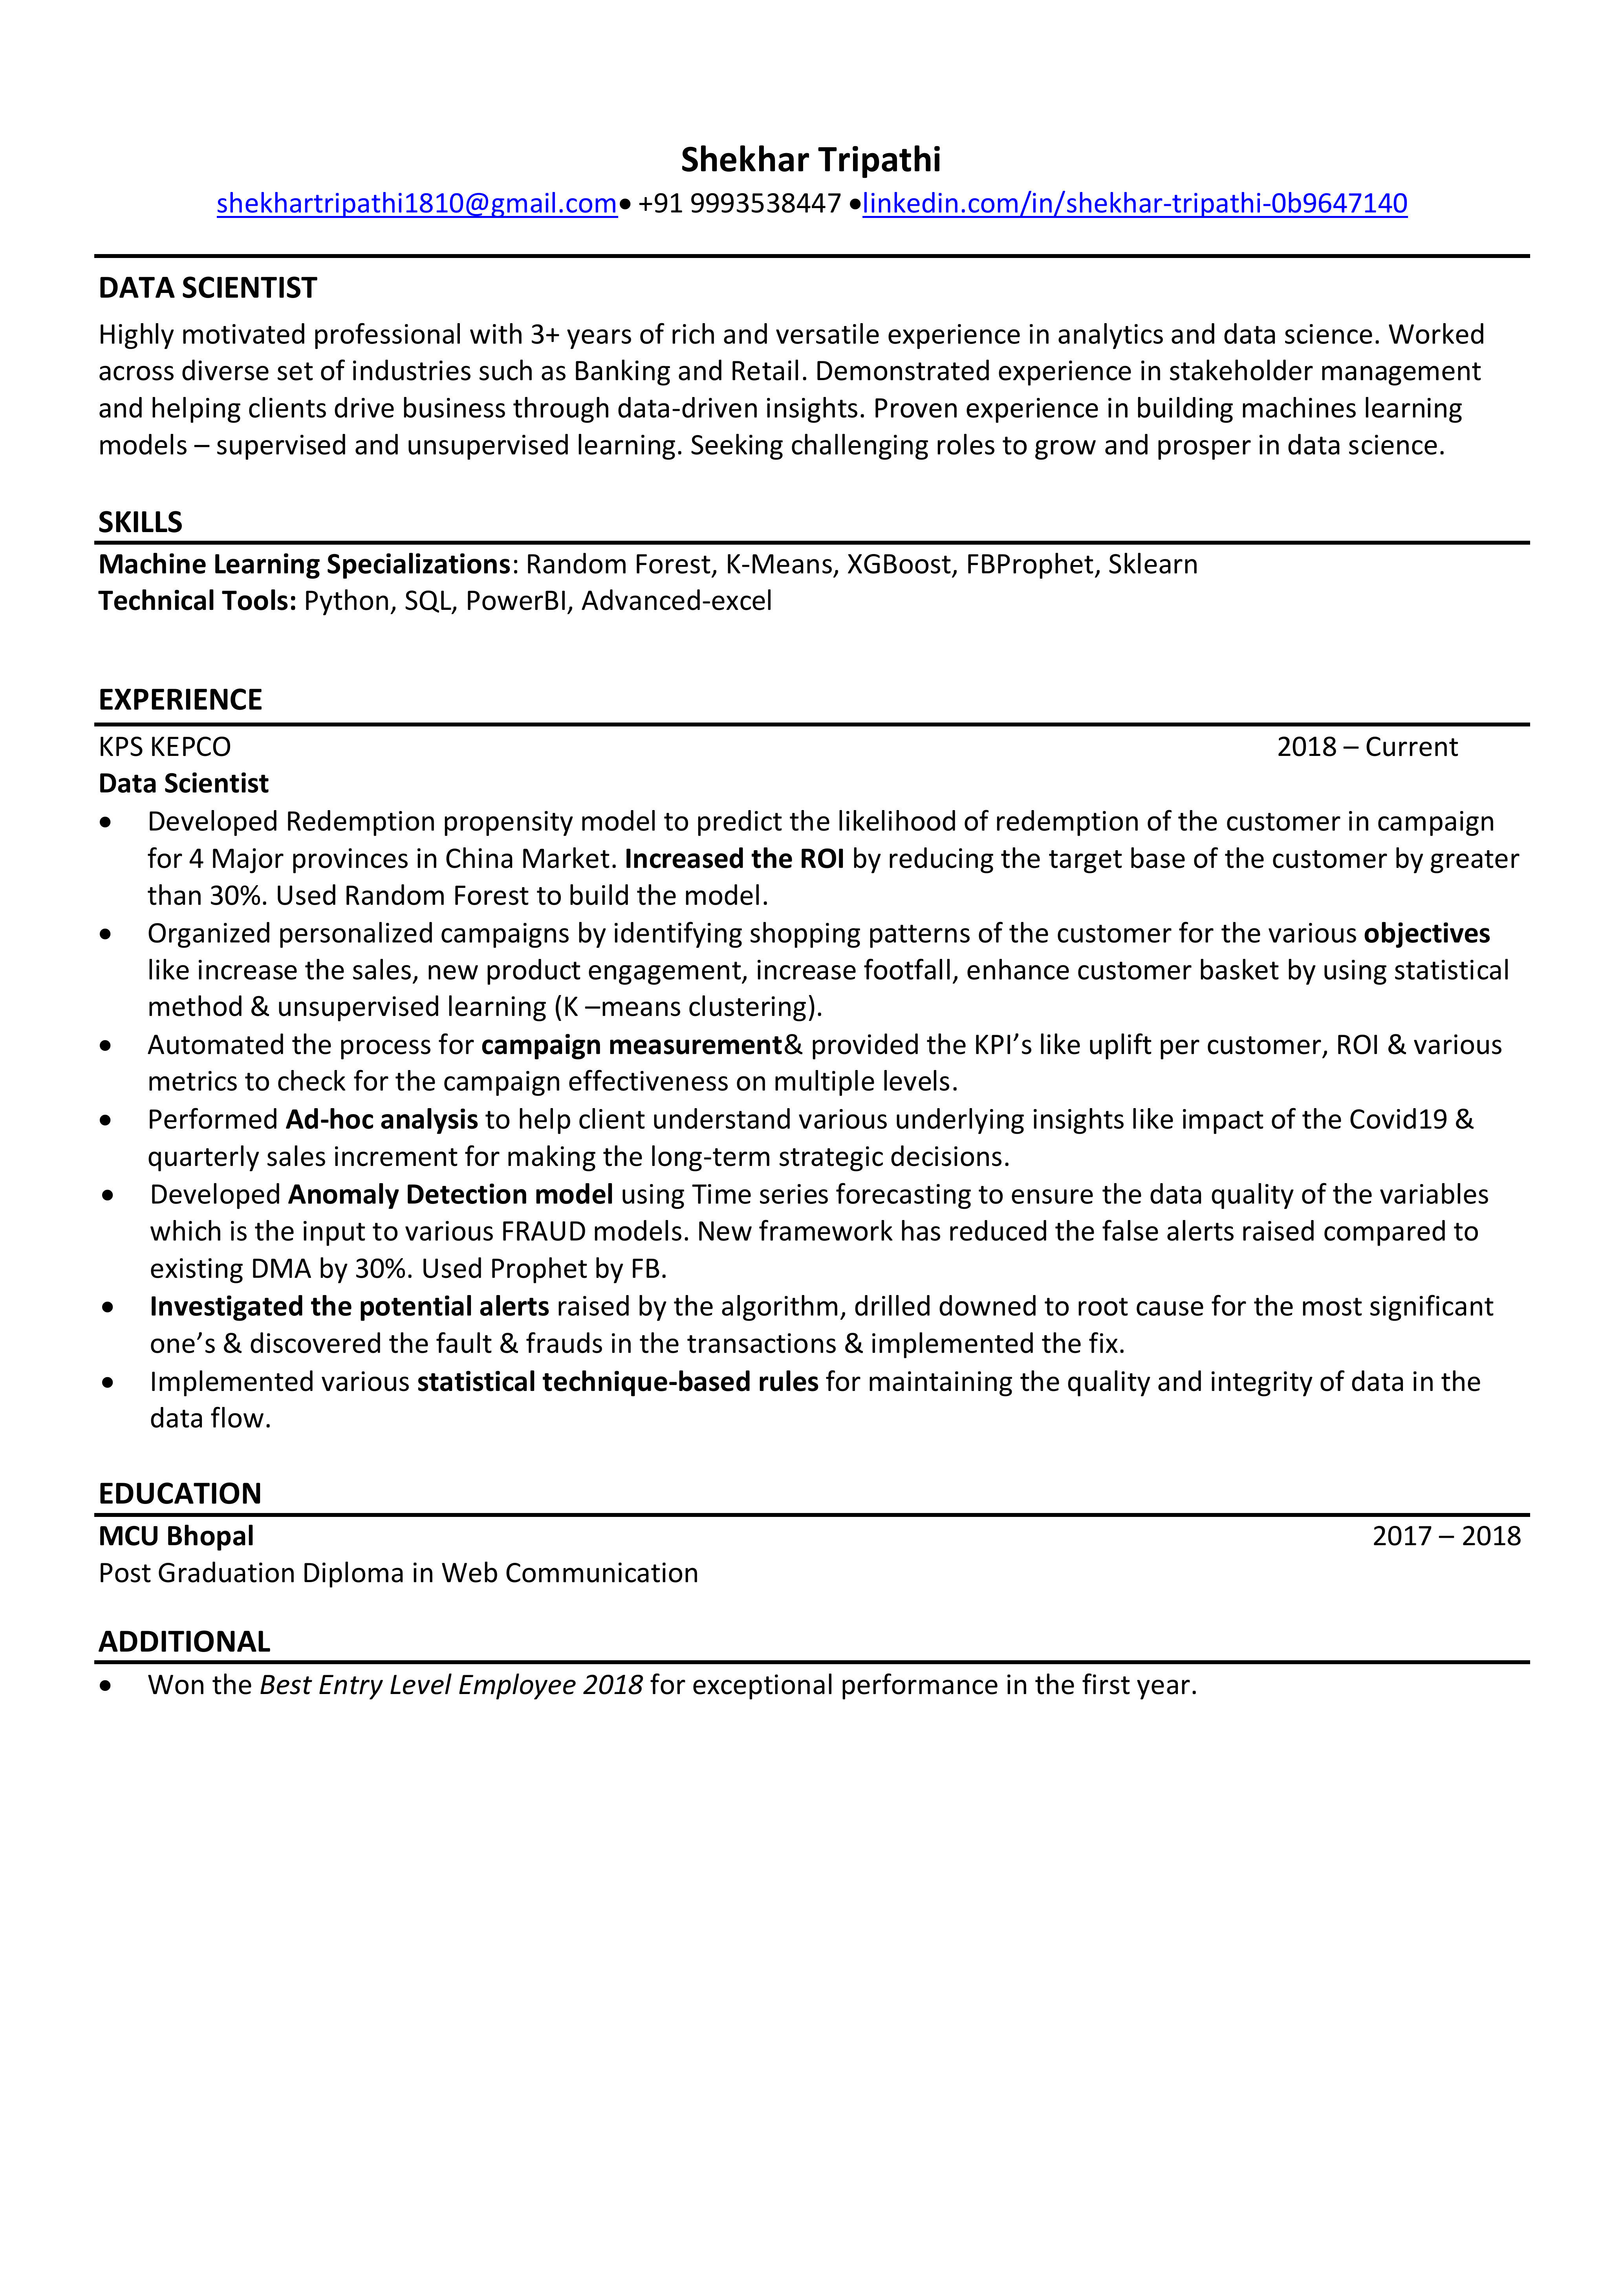 Shekhar Tripathi
shekhartripathi1810@gmail.com● +91 9993538447 ●linkedin.com/in/shekhar-tripathi-0b9647140
DATA SCIENTIST
Highly motivated professional with 3+ years of rich and versatile experience in analytics and data science. Worked
across diverse set of industries such as Banking and Retail. Demonstrated experience in stakeholder management
and helping clients drive business through data-driven insights. Proven experience in building machines learning
models – supervised and unsupervised learning. Seeking challenging roles to grow and prosper in data science.
SKILLS
Machine Learning Specializations: Random Forest, K-Means, XGBoost, FBProphet, Sklearn
Technical Tools: Python, SQL, PowerBI, Advanced-excel
EXPERIENCE
KPS KEPCO 2018 – Current
Data Scientist
● Developed Redemption propensity model to predict the likelihood of redemption of the customer in campaign
for 4 Major provinces in China Market. Increased the ROI by reducing the target base of the customer by greater
than 30%. Used Random Forest to build the model.
● Organized personalized campaigns by identifying shopping patterns of the customer for the various objectives
like increase the sales, new product engagement, increase footfall, enhance customer basket by using statistical
method & unsupervised learning (K –means clustering).
● Automated the process for campaign measurement& provided the KPI’s like uplift per customer, ROI & various
metrics to check for the campaign effectiveness on multiple levels.
● Performed Ad-hoc analysis to help client understand various underlying insights like impact of the Covid19 &
quarterly sales increment for making the long-term strategic decisions.
● Developed Anomaly Detection model using Time series forecasting to ensure the data quality of the variables
which is the input to various FRAUD models. New framework has reduced the false alerts raised compared to
existing DMA by 30%. Used Prophet by FB.
● Investigated the potential alerts raised by the algorithm, drilled downed to root cause for the most significant
one’s & discovered the fault & frauds in the transactions & implemented the fix.
● Implemented various statistical technique-based rules for maintaining the quality and integrity of data in the
data flow.
EDUCATION
MCU Bhopal 2017 – 2018
Post Graduation Diploma in Web Communication
ADDITIONAL
● Won the Best Entry Level Employee 2018 for exceptional performance in the first year.